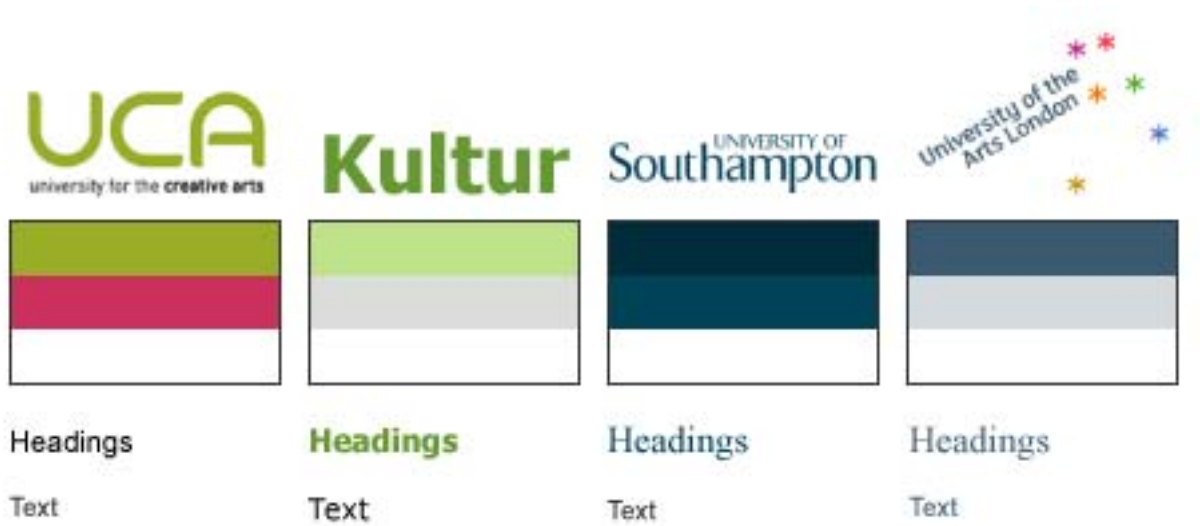 UCA
university for the creative arts
Kultur
UNIVERSITY OF
Southampton
University of the
Arts London
Headings
Headings
Headings
Headings
Text
Text
Text
Text